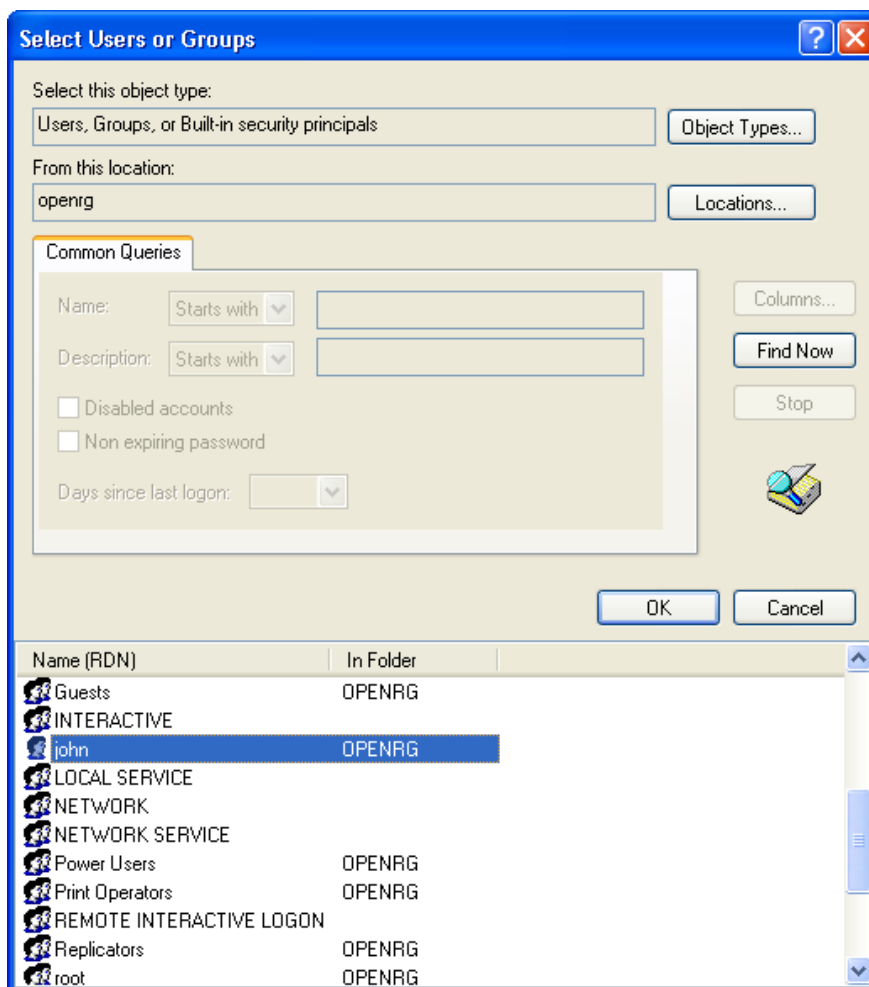 Select Users or Groups
Select this object type:
Users, Groups, or Built-in security principals Object Types...
From this location:
openrg Locations...
Common Queries
Name: Starts with Columns...
Description: Starts with Find Now
Disabled accounts Stop
Non expiring password
Days since last logon:
OK Cancel
Name (RDN) In Folder
Guests OPENRG
INTERACTIVE
john OPENRG
LOCAL SERVICE
NETWORK
NETWORK SERVICE
Power Users OPENRG
Print Operators OPENRG
REMOTE INTERACTIVE LOGON
Replicators OPENRG
root OPENRG